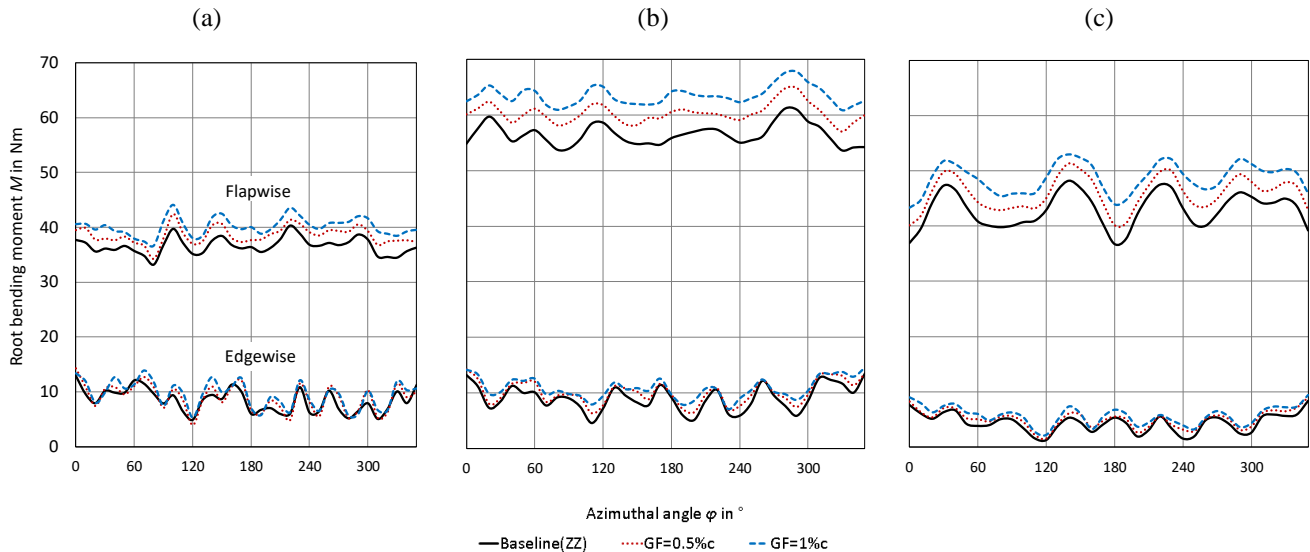 (a) (b) (c)
Root bending moment M in Nm
70
60
50
40
30
20
10
0
Flapwise
Edgewise
0 60 120 180 240 300
0 60 120 180 240 300
0 60 120 180 240 300
Azimuthal angle φ in °
Baseline(ZZ) GF=0.5%c GF=1%c